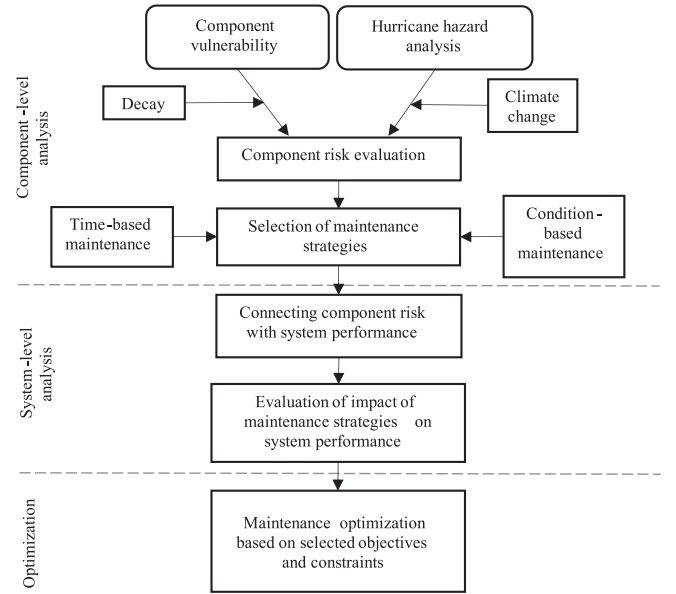 Component
vulnerability
Hurricane hazard
analysis
Component-level
analysis
Decay
Climate
change
Component risk evaluation
Time-based
maintenance
Selection of maintenance
strategies
Condition-
based
maintenance
System-level
analysis
Connecting component risk
with system performance
Evaluation of impact of
maintenance strategies on
system performance
Optimization
Maintenance optimization
based on selected objectives
and constraints